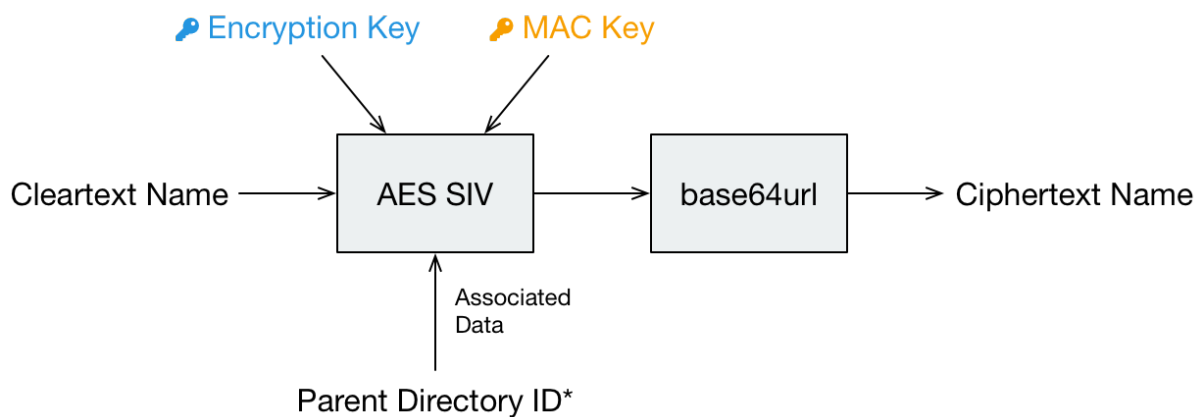 Encryption Key
MAC Key
Cleartext Name
AES SIV
base64url
Ciphertext Name
Associated
Data
Parent Directory ID*